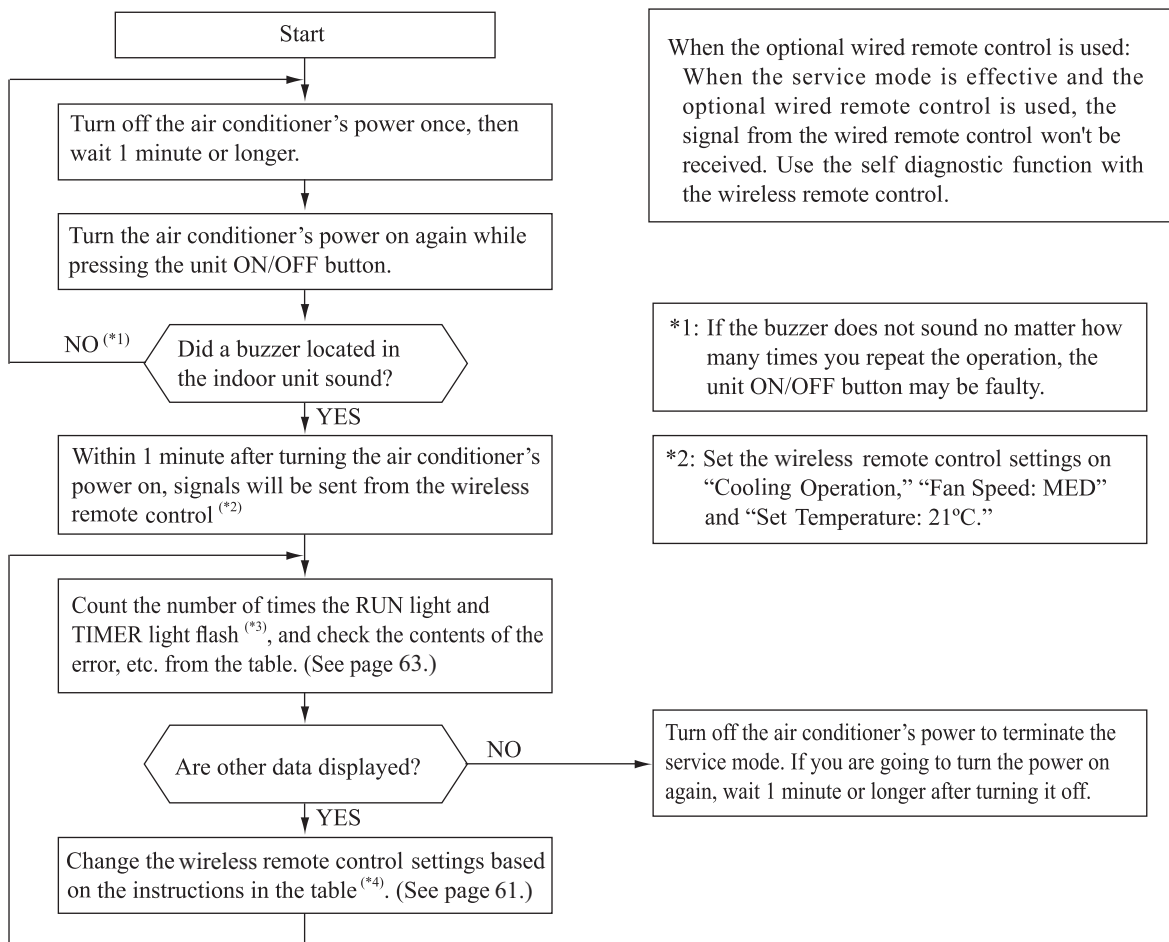 Start
Turn off the air conditioner's power once, then
wait 1 minute or longer.
Turn the air conditioner's power on again while
pressing the unit ON/OFF button.
NO (*1)
Did a buzzer located in
the indoor unit sound?
YES
Within 1 minute after turning the air conditioner's
power on, signals will be sent from the wireless
remote control (*2)
Count the number of times the RUN light and
TIMER light flash (*3), and check the contents of the
error, etc. from the table. (See page 63.)
Are other data displayed?
NO
YES
Change the wireless remote control settings based
on the instructions in the table (*4). (See page 61.)
When the optional wired remote control is used:
When the service mode is effective and the
optional wired remote control is used, the
signal from the wired remote control won't be
received. Use the self diagnostic function with
the wireless remote control.
*1: If the buzzer does not sound no matter how
many times you repeat the operation, the
unit ON/OFF button may be faulty.
*2: Set the wireless remote control settings on
“Cooling Operation,” “Fan Speed: MED”
and “Set Temperature: 21ºC.”
Turn off the air conditioner's power to terminate the
service mode. If you are going to turn the power on
again, wait 1 minute or longer after turning it off.